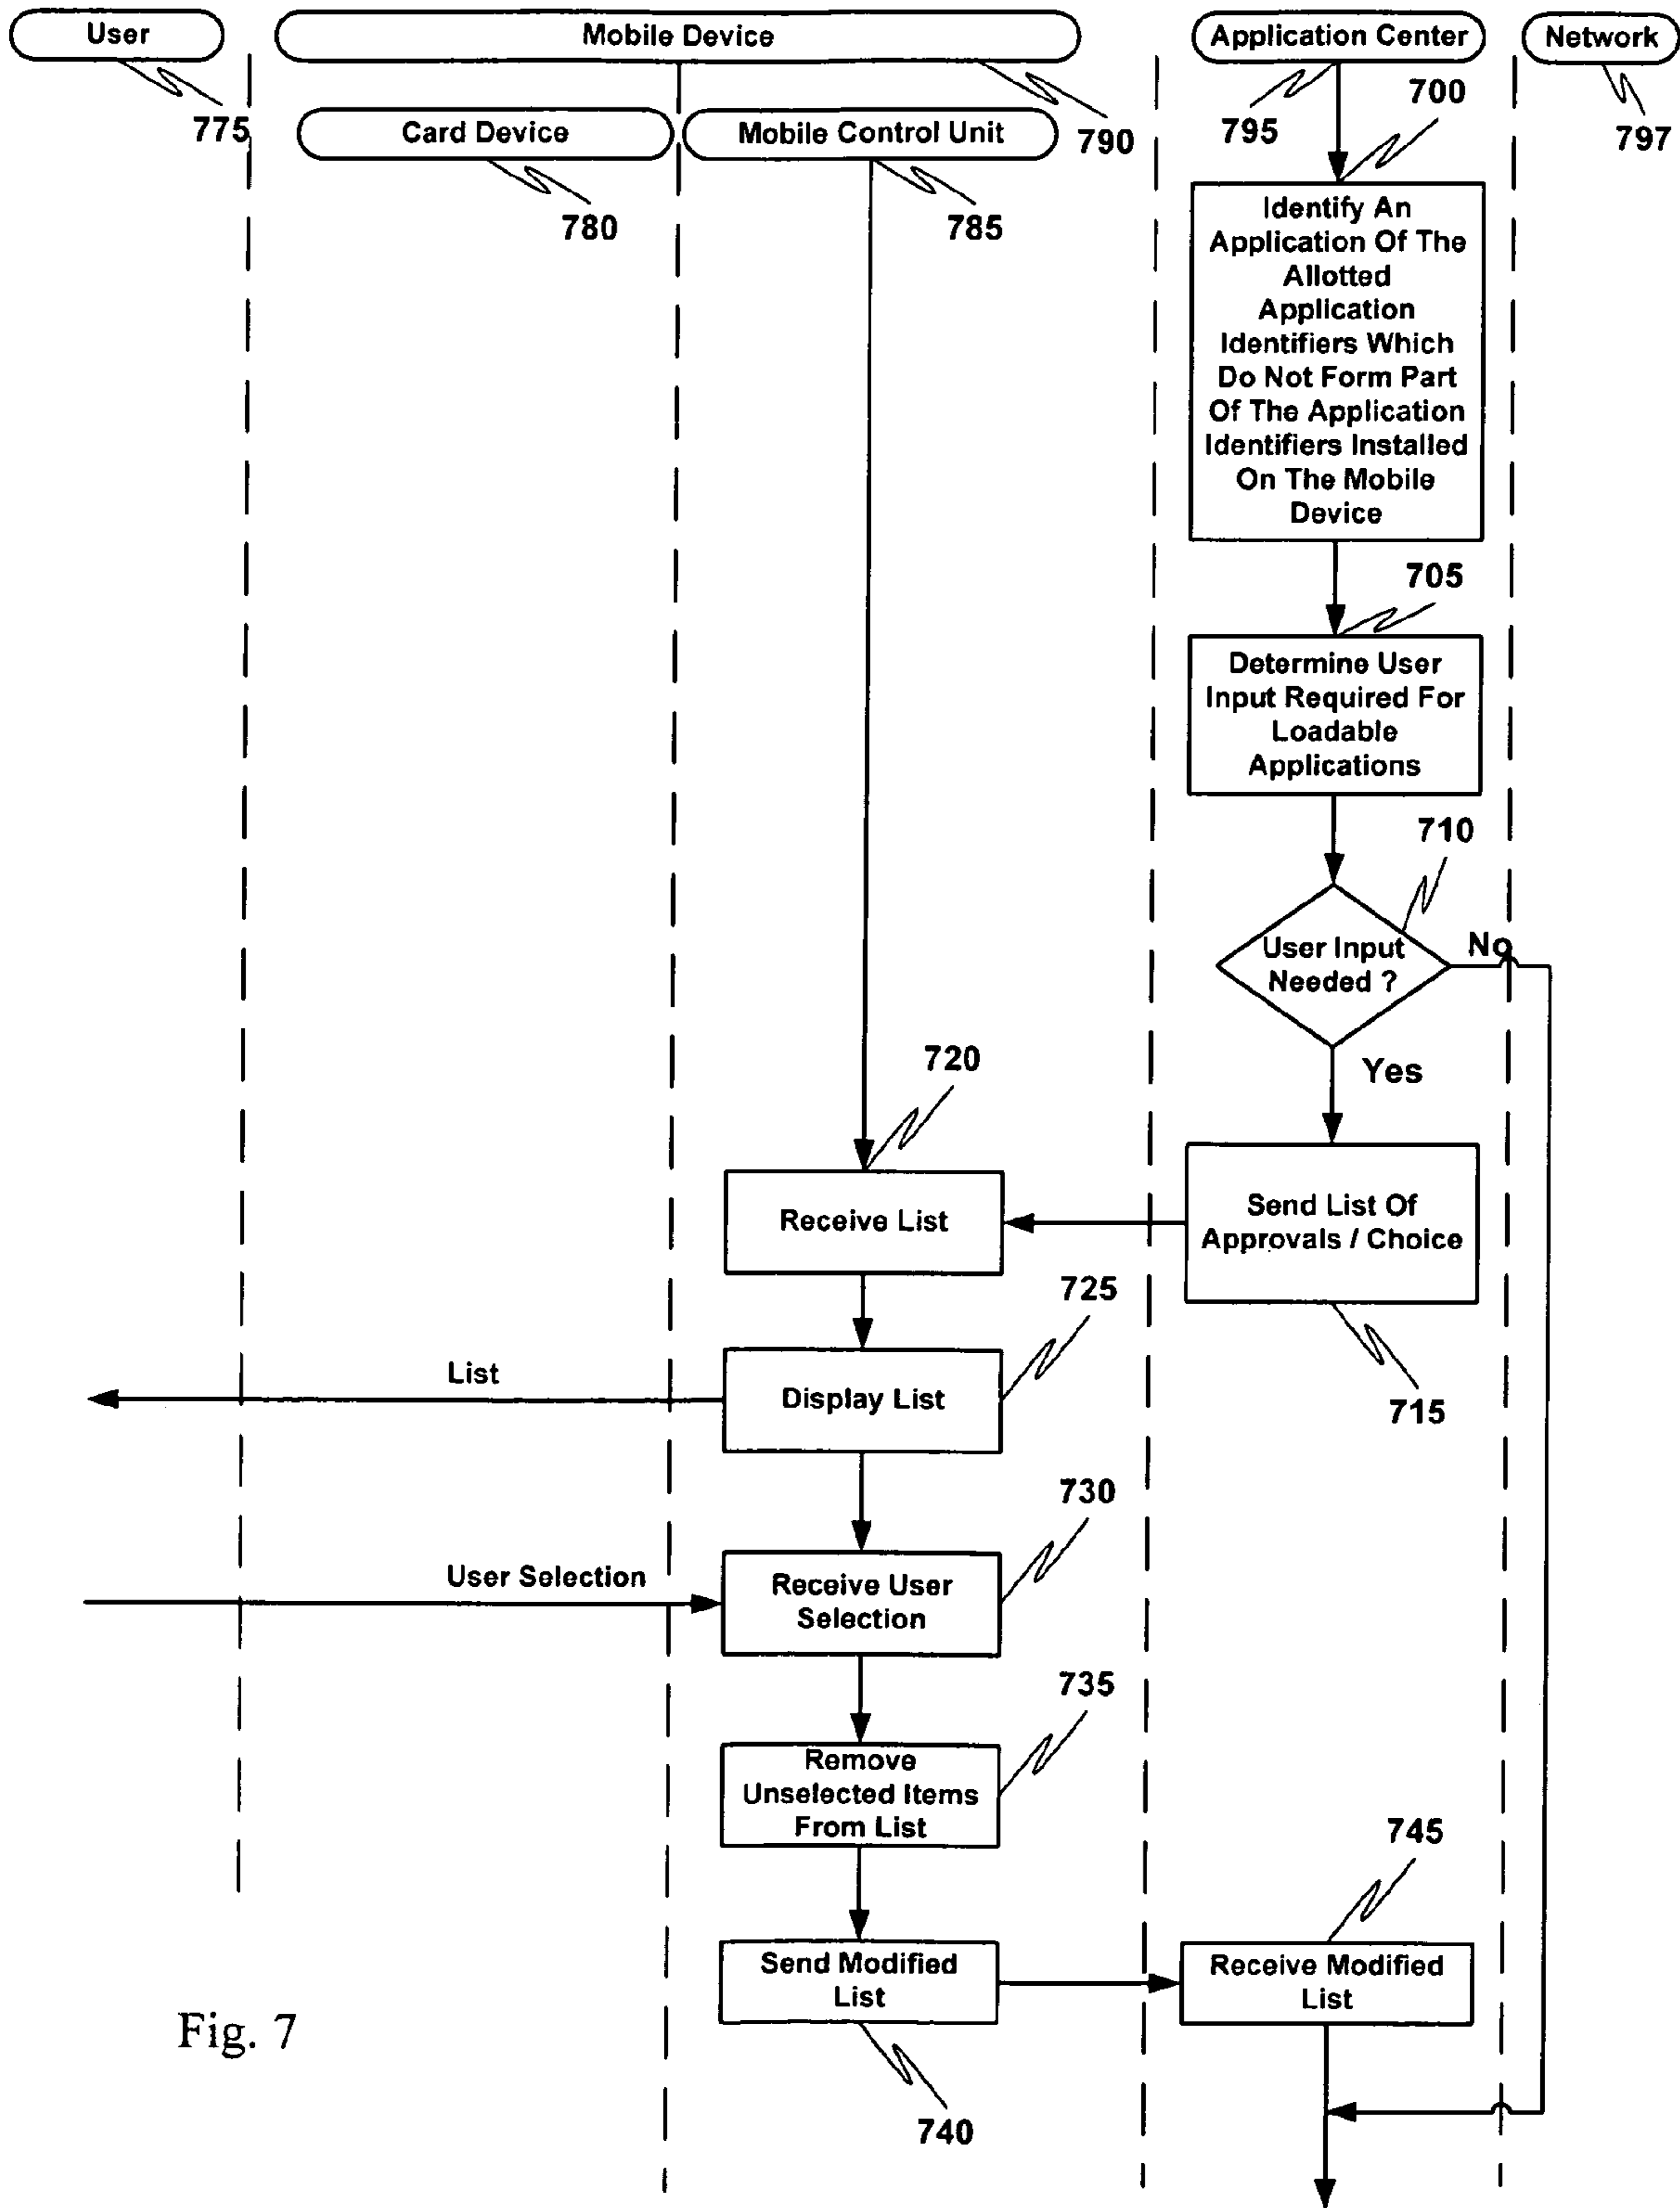 User
Mobile Device
Application Center
Network
775
Card Device
Mobile Control Unit
790
795
700
797
780
785
Identify An
Application Of The
Allotted
Application
Identifiers Which
Do Not Form Part
Of The Application
Identifiers Installed
On The Mobile
Device
705
Determine User
Input Required For
Loadable
Applications
710
User Input
Needed ?
No
Yes
720
Receive List
Send List Of
Approvals / Choice
715
725
Display List
List
730
User Selection
Receive User
Selection
735
Remove
Unselected Items
From List
745
Send Modified
List
Receive Modified
List
740
Fig. 7